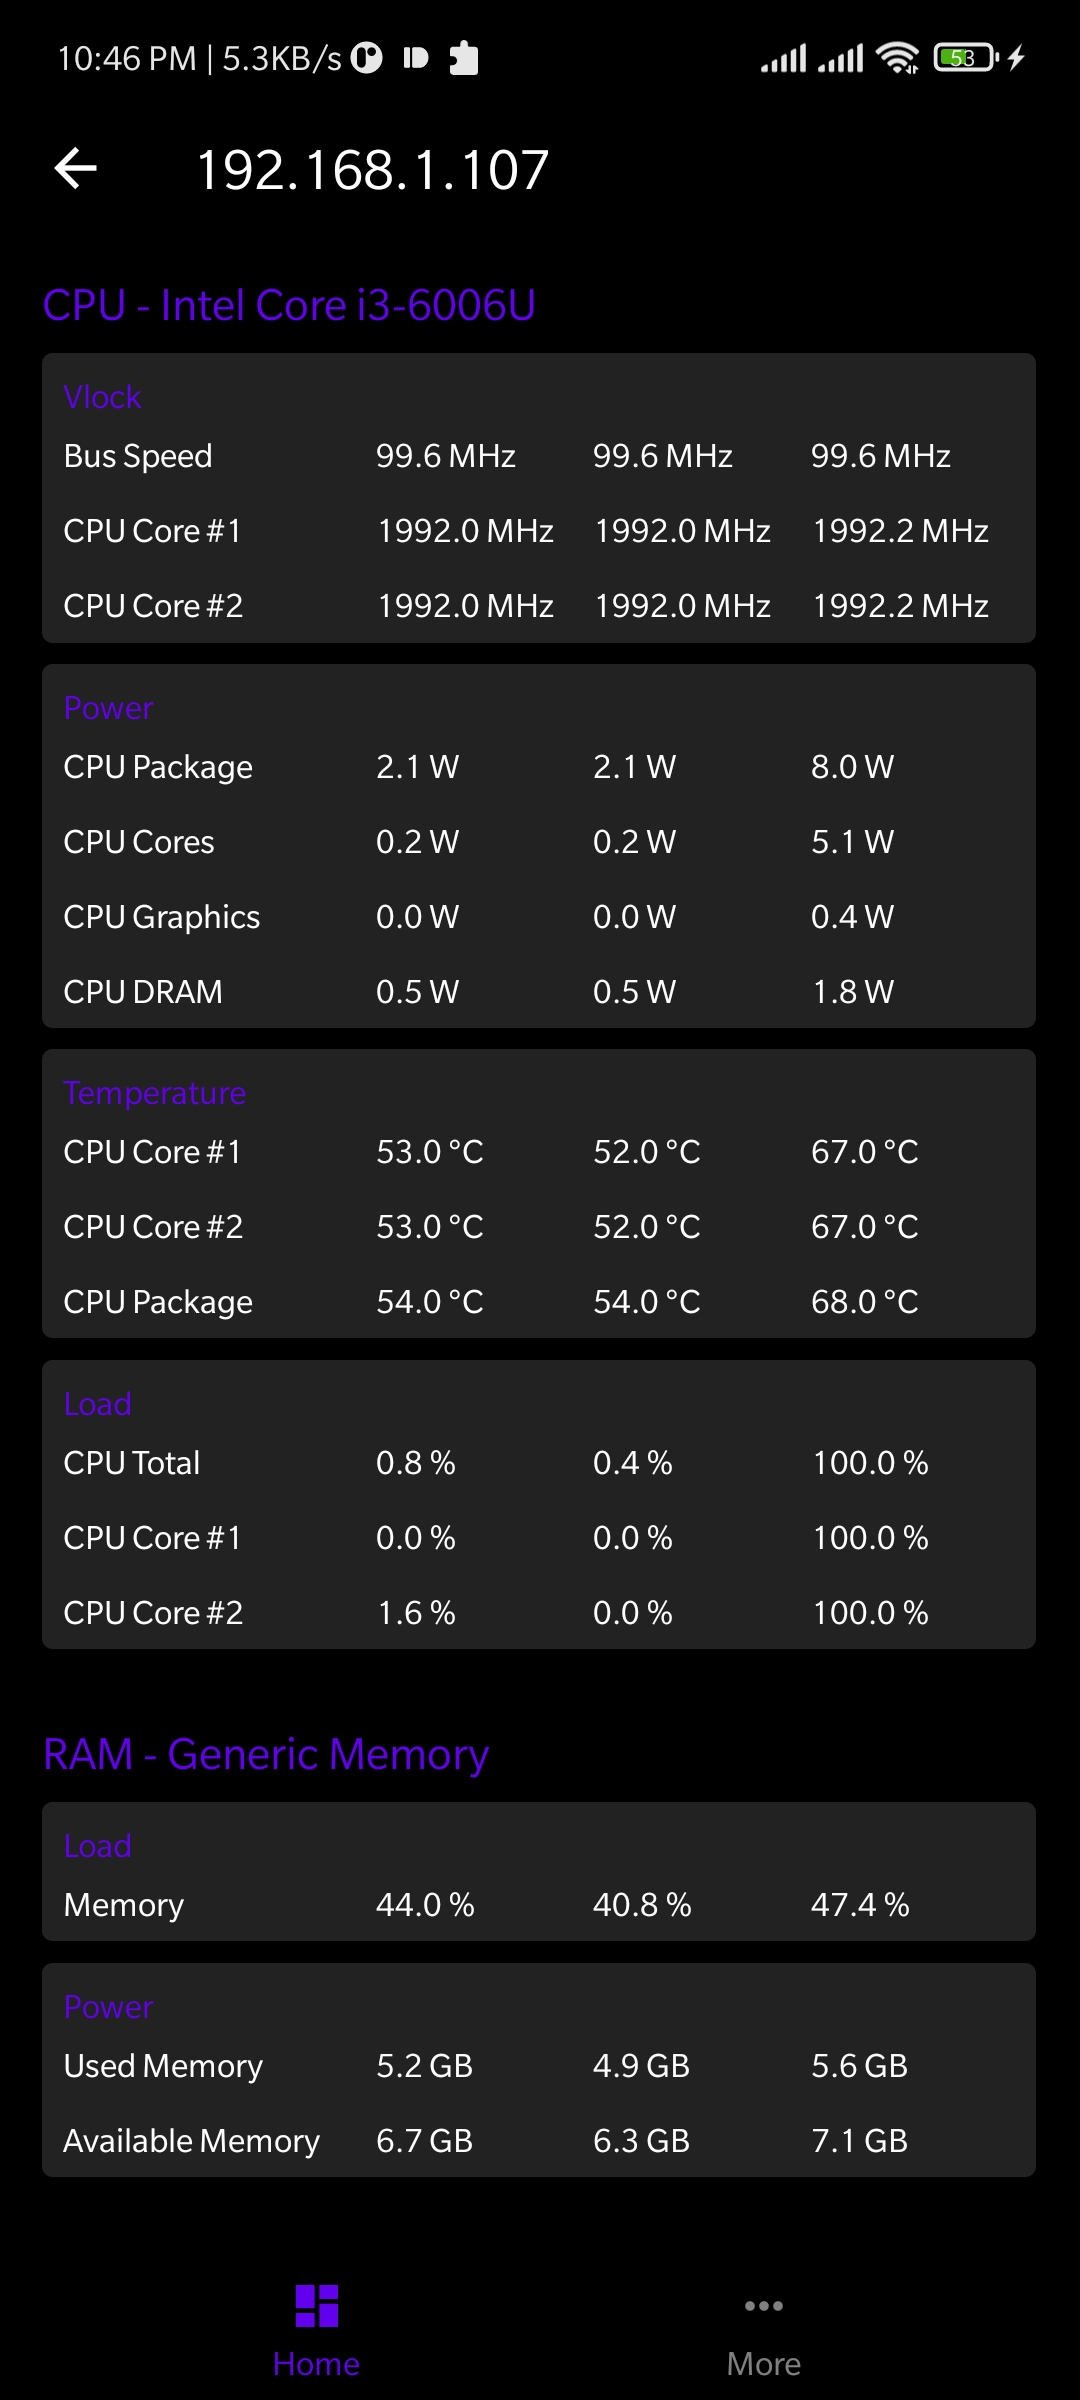 10:46 PM | 5.3KB/s 53
192.168.1.107
CPU - Intel Core i3-6006U
Vlock
Bus Speed 99.6 MHz 99.6 MHz 99.6 MHz
CPU Core #1 1992.0 MHz 1992.0 MHz 1992.2 MHz
CPU Core #2 1992.0 MHz 1992.0 MHz 1992.2 MHz
Power
CPU Package 2.1 W 2.1 W 8.0 W
CPU Cores 0.2 W 0.2 W 5.1 W
CPU Graphics 0.0 W 0.0 W 0.4 W
CPU DRAM 0.5 W 0.5 W 1.8 W
Temperature
CPU Core #1 53.0 °C 52.0 °C 67.0 °C
CPU Core #2 53.0 °C 52.0 °C 67.0 °C
CPU Package 54.0 °C 54.0 °C 68.0 °C
Load
CPU Total 0.8 % 0.4 % 100.0 %
CPU Core #1 0.0 % 0.0 % 100.0 %
CPU Core #2 1.6 % 0.0 % 100.0 %
RAM - Generic Memory
Load
Memory 44.0 % 40.8 % 47.4 %
Power
Used Memory 5.2 GB 4.9 GB 5.6 GB
Available Memory 6.7 GB 6.3 GB 7.1 GB
Home More